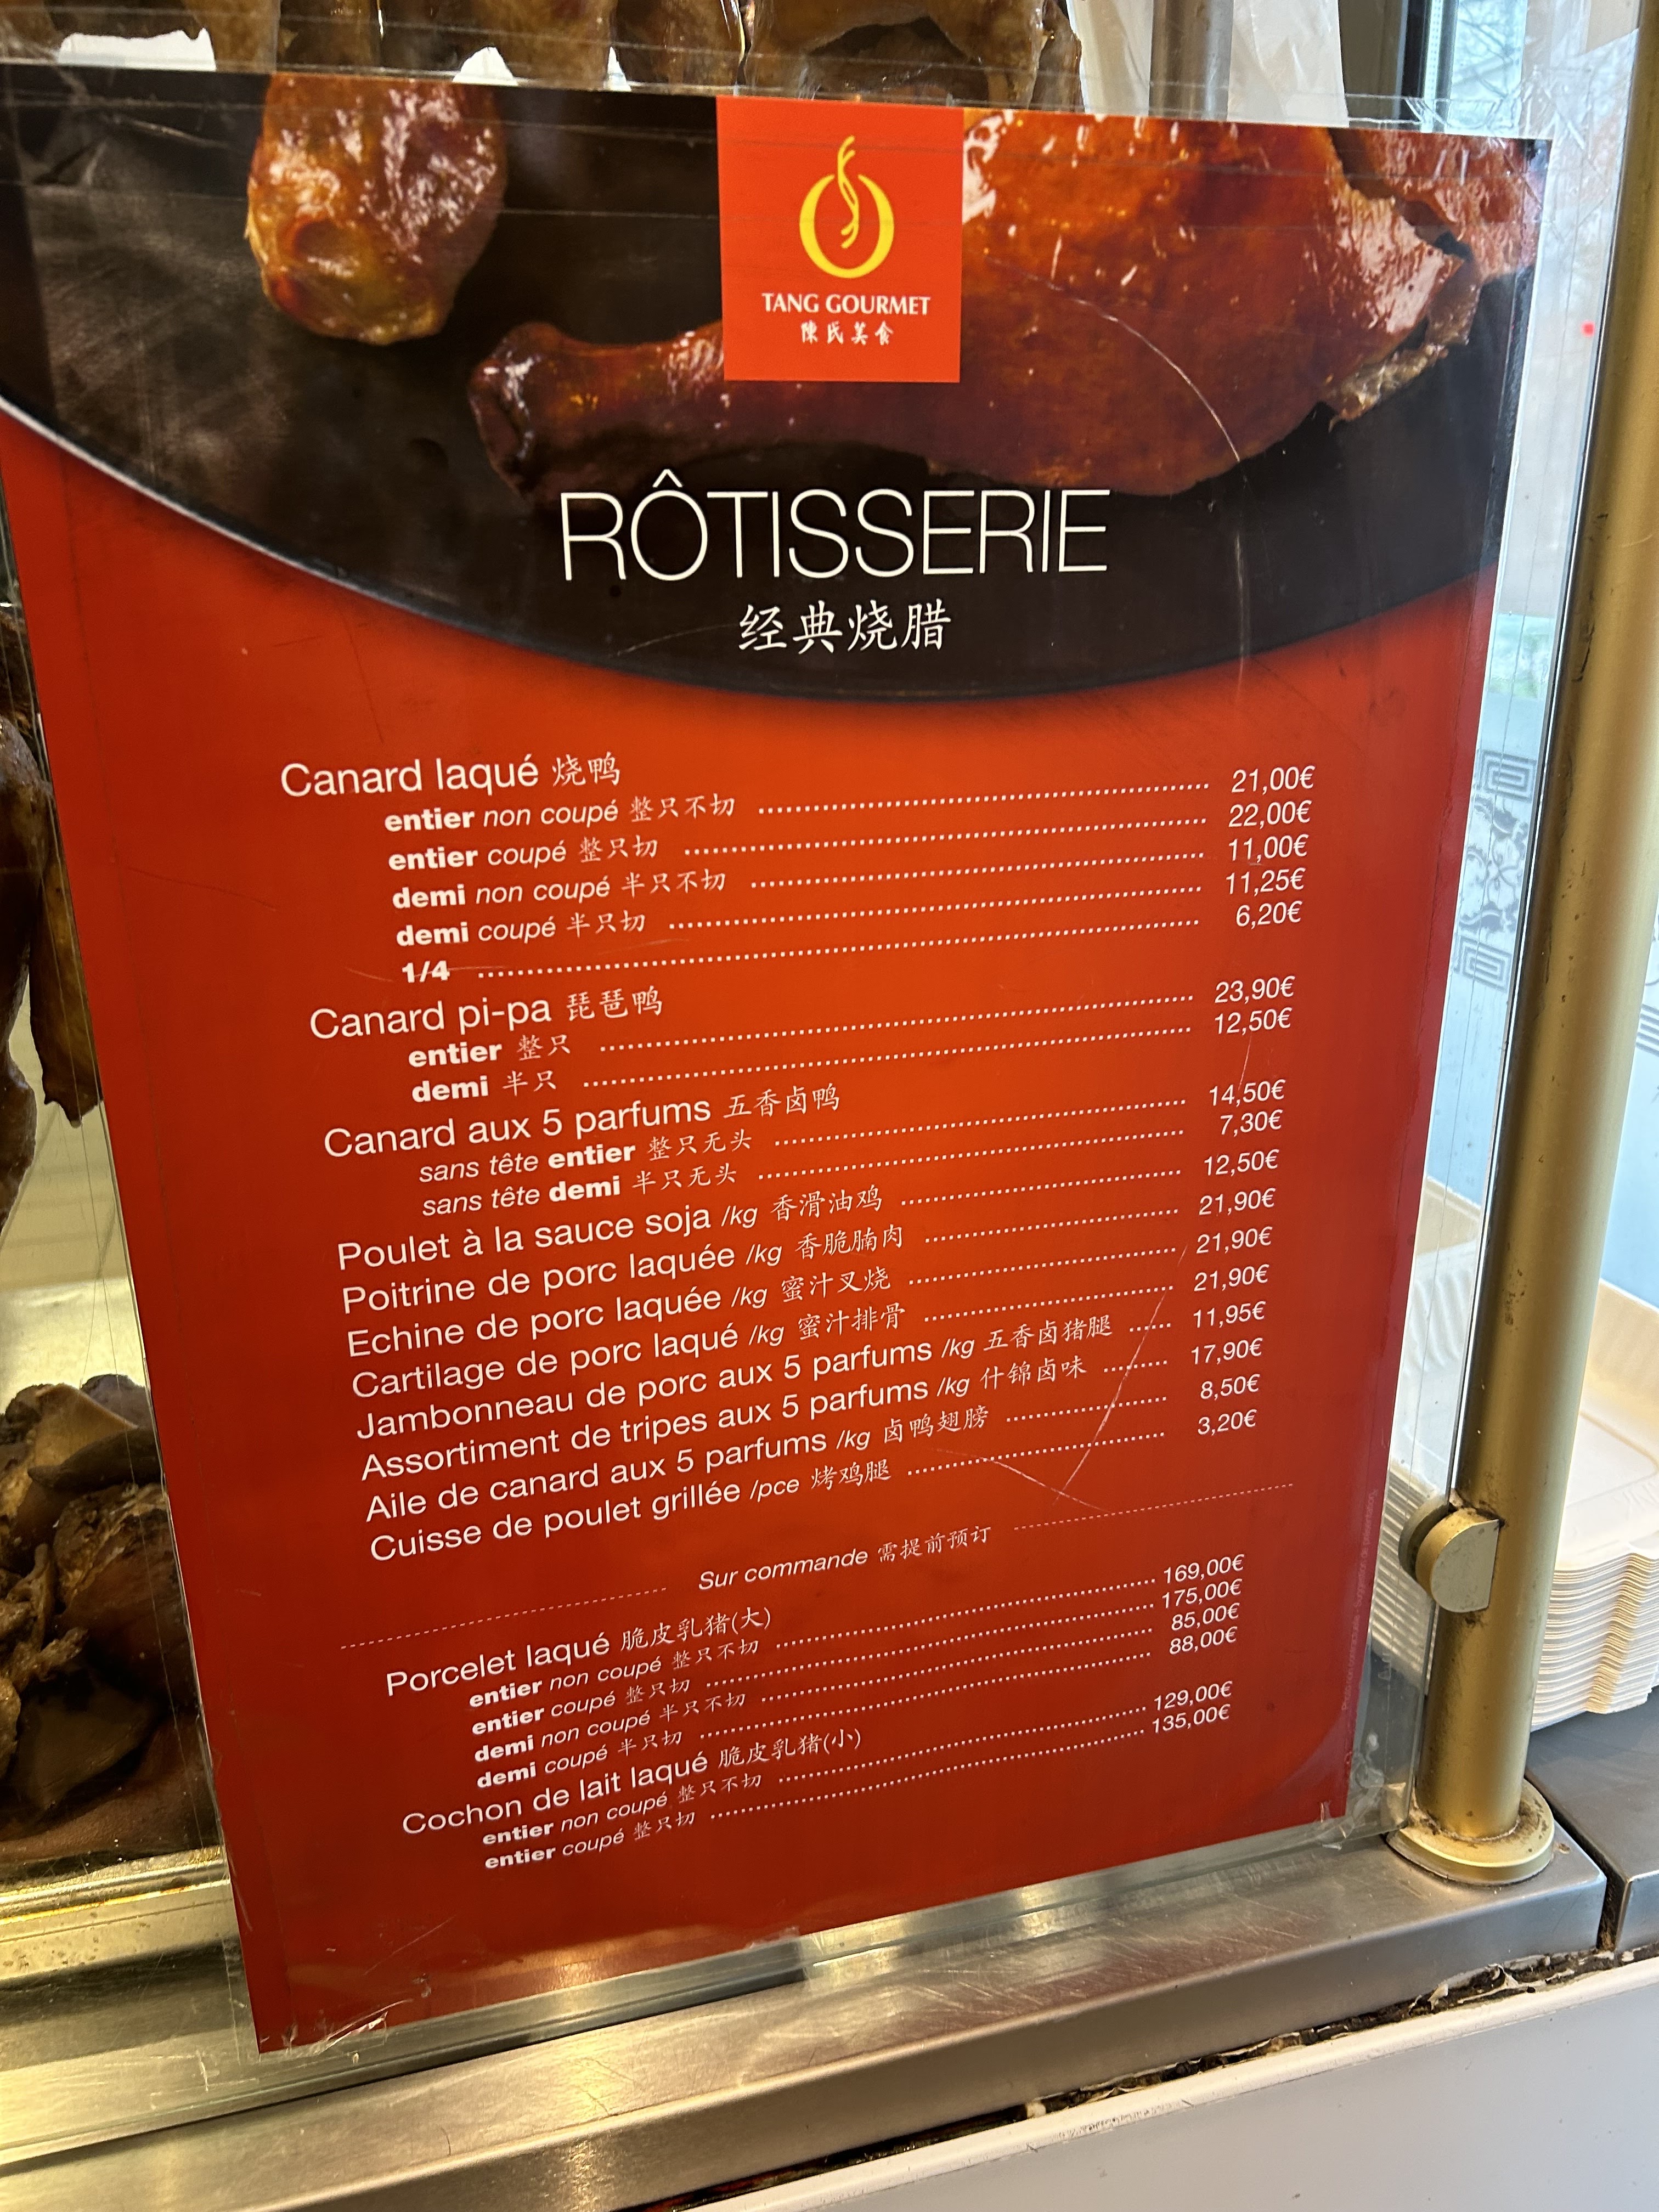 TANG GOURMET
陳氏美食
RÔTISSERIE
经典烧腊
Canard laqué 烧鸭
entier non coupé 整只不切 21,00€
entier coupé 整只切 22,00€
demi non coupé 半只不切 11,00€
demi coupé 半只切 11,25€
1/4 6,20€
Canard pi-pa 琵琶鸭
entier 整只 23,90€
demi 半只 12,50€
Canard aux 5 parfums 五香卤鸭
sans tête entier 整只无头 14,50€
sans tête demi 半只无头 7,30€
Poulet à la sauce soja /kg 香滑油鸡 12,50€
Poitrine de porc laquée /kg 香脆腩肉 21,90€
Echine de porc laquée /kg 蜜汁叉烧 21,90€
Cartilage de porc laqué /kg 蜜汁排骨 21,90€
Jambonneau de porc aux 5 parfums /kg 五香卤猪腿 11,95€
Assortiment de tripes aux 5 parfums /kg 什锦卤味 17,90€
Aile de canard aux 5 parfums /kg 卤鸭翅膀 8,50€
Cuisse de poulet grillée /pce 烤鸡腿 3,20€
Sur commande 需提前预订
Porcelet laqué 脆皮乳猪(大)
entier non coupé 整只不切 169,00€
entier coupé 整只切 175,00€
demi non coupé 半只不切 85,00€
demi coupé 半只切 88,00€
Cochon de lait laqué 脆皮乳猪(小)
entier non coupé 整只不切 129,00€
entier coupé 整只切 135,00€